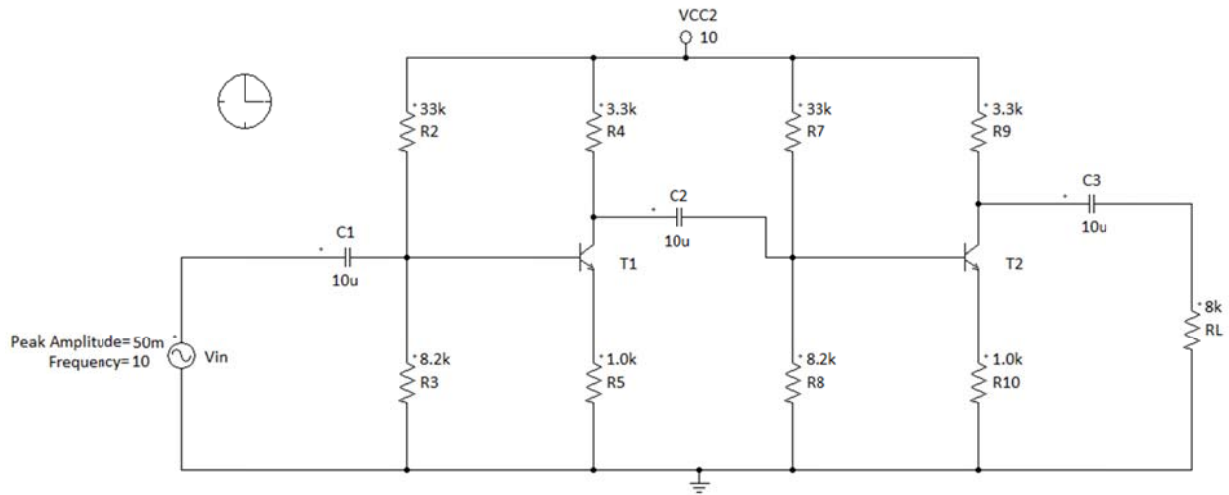 VCC2
10
33k
R2
3.3k
R4
33k
R7
3.3k
R9
C1
10u
C2
10u
C3
10u
T1
T2
Peak Amplitude= 50m
Frequency= 10
Vin
8.2k
R3
1.0k
R5
8.2k
R8
1.0k
R10
8k
RL